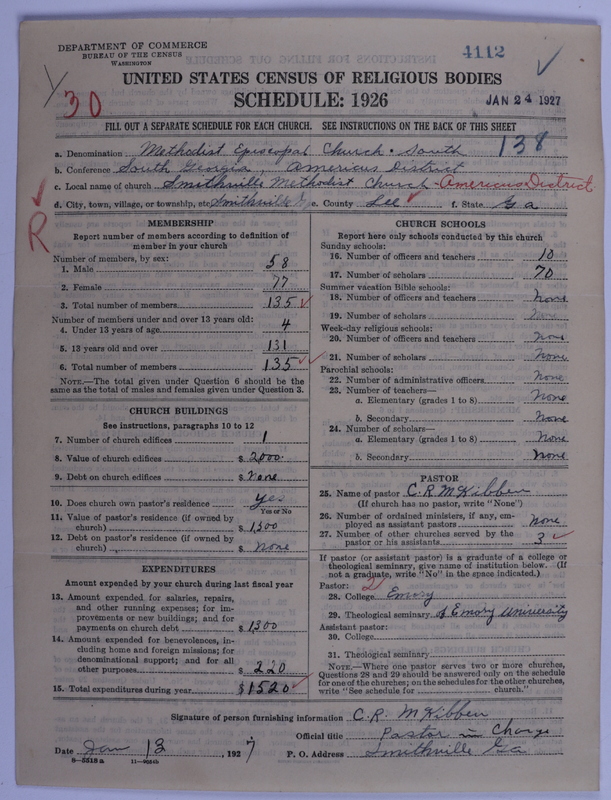 DEPARTMENT OF COMMERCE
BUREAU OF THE CENSUS
WASHINGTON
4112
30
UNITED STATES CENSUS OF RELIGIOUS BODIES
SCHEDULE: 1926
JAN 24 1927
FILL OUT A SEPARATE SCHEDULE FOR EACH CHURCH. SEE INSTRUCTIONS ON THE BACK OF THIS SHEET
138
a. Denomination Methodist Episcopal Church. South
b. Conference South Georgia, Americus District
c. Local name of church Smithville Methodist Church - Americus District
d. City, town, village, or township, etc. Smithville e. County Lee f. State Ga
R
MEMBERSHIP
Report number of members according to definition of member in your church
Number of members, by sex:
1. Male 58
2. Female 77
3. Total number of members 135
Number of members under and over 13 years old:
4. Under 13 years of age 4
5. 13 years old and over 131
6. Total number of members 135
NOTE.—The total given under Question 6 should be
same as the total of males and females given under Question 3.
CHURCH BUILDINGS
See instructions, paragraphs 10 to 12
7. Number of church edifices 1
8. Value of church edifices $ 2000.
9. Debt on church edifices $ None
10. Does church own pastor's residence yes
Yes or No
11. Value of pastor's residence (if owned by
church) $ 1500
12. Debt on pastor's residence (if owned by
church) $ None
EXPENDITURES
Amount expended by your church during last fiscal year
13. Amount expended for salaries, repairs,
and other running expenses; for im-
provements or new buildings; and for
payments on church debt $ 1300
14. Amount expended for benevolences, in-
cluding home and foreign missions; for
denominational support; and for all
other purposes $ 220
15. Total expenditures during year $ 1520
CHURCH SCHOOLS
Report here only schools conducted by this church
Sunday schools:
16. Number of officers and teachers 10
17. Number of scholars 70
Summer vacation Bible schools:
18. Number of officers and teachers None
19. Number of scholars None
Week-day religious schools:
20. Number of officers and teachers None
21. Number of scholars None
Parochial schools:
22. Number of administrative officers None
23. Number of teachers—
a. Elementary (grades 1 to 8) None
b. Secondary None
24. Number of scholars—
a. Elementary (grades 1 to 8) None
b. Secondary None
PASTOR
25. Name of pastor C. R. McKibben
(If church has no pastor, write "None")
26. Number of ordained ministers, if any, em-
ployed as assistant pastors None
27. Number of other churches served by the
pastor or his assistants 3
If pastor (or assistant pastor) is a graduate of a college or
theological seminary, give name of institution below. (If
not a graduate, write "No" in the space indicated.)
Pastor:
28. College Emory
29. Theological seminary of Emory University
Assistant pastor:
30. College
31. Theological seminary
NOTE.—Where one pastor serves two or more churches,
Questions 28 and 29 should be answered only on the schedule
for one of the churches; on the schedules for the other churches,
write "See schedule for church."
Signature of person furnishing information C. R. McKibben
Official title Pastor in Charge
Date Jan 13, 1927 P. O. Address Smithville Ga
8—5518 a 11—9054b